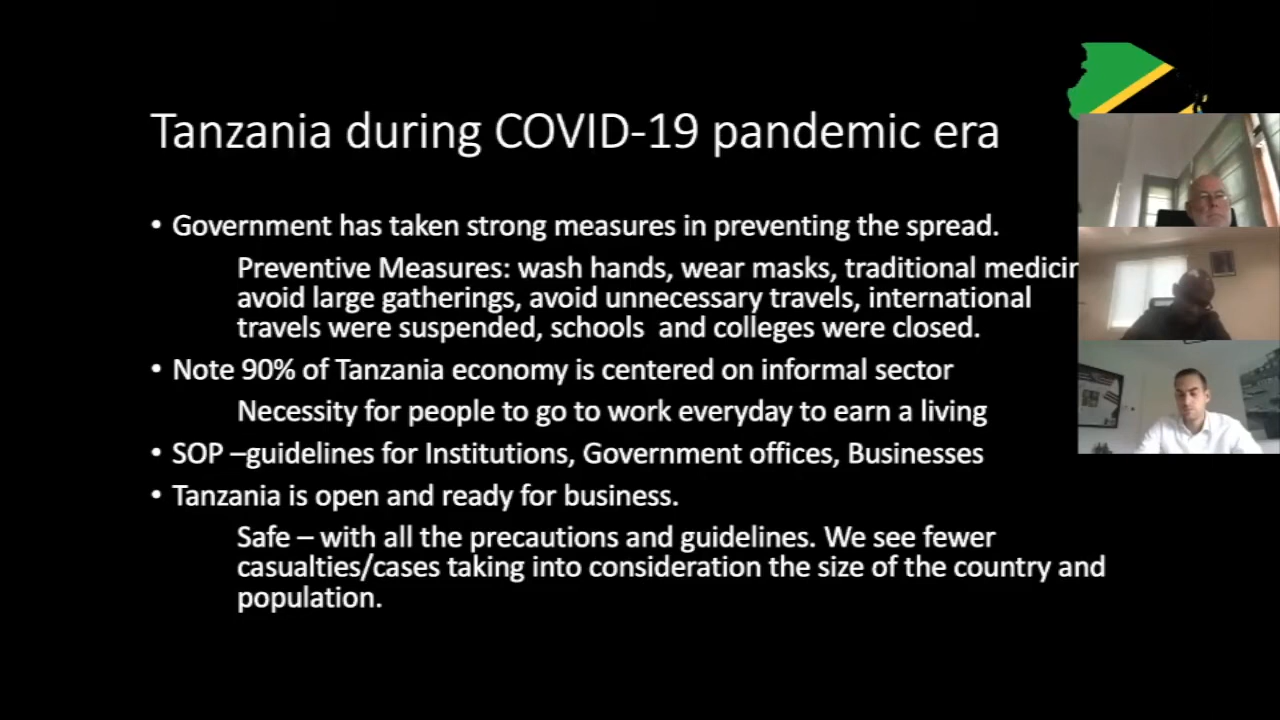 Tanzania during COVID-19 pandemic era
• Government has taken strong measures in preventing the spread.
Preventive Measures: wash hands, wear masks, traditional
avoid large gatherings, avoid unnecessary travels, international
travels were suspended, schools and colleges were closed.
• Note 90% of Tanzania economy is centered on informal sector
Necessity for people to go to work everyday to earn a living
• SOP –guidelines for Institutions, Government offices, Businesses
• Tanzania is open and ready for business.
Safe – with all the precautions and guidelines. We see fewer
casualties/cases taking into consideration the size of the country and
population.